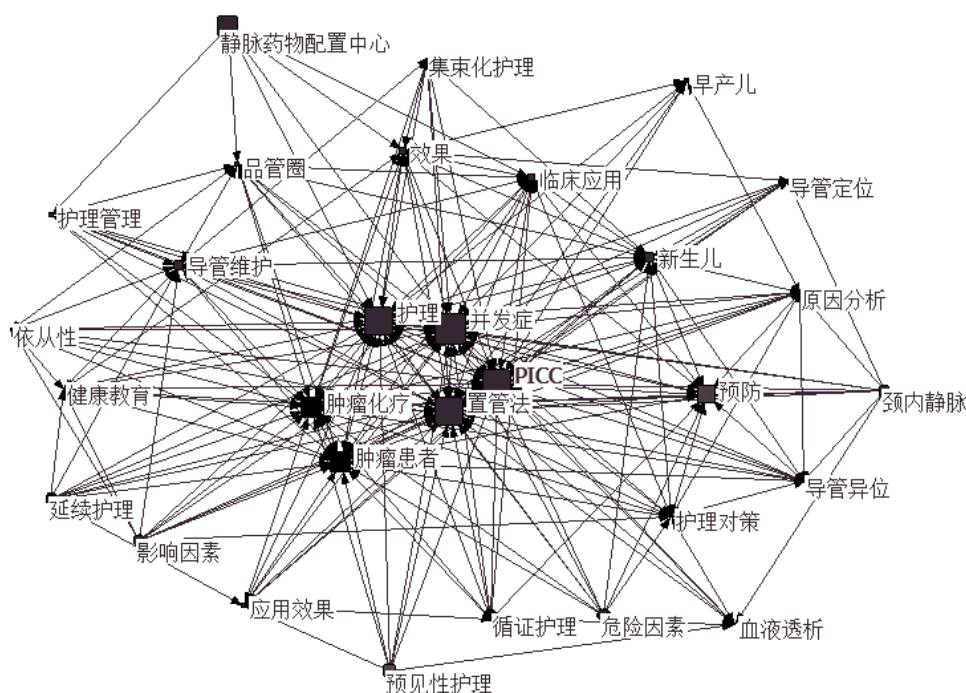 静脉药物配置中心
集束化护理
早产儿
效果
品管圈
临床应用
导管定位
护理管理
新生儿
导管维护
原因分析
护理
并发症
依从性
PICC
健康教育
肿瘤化疗
置管法
预防
颈内静脉
肿瘤患者
导管异位
延续护理
护理对策
影响因素
应用效果
循证护理
危险因素
血液透析
预见性护理